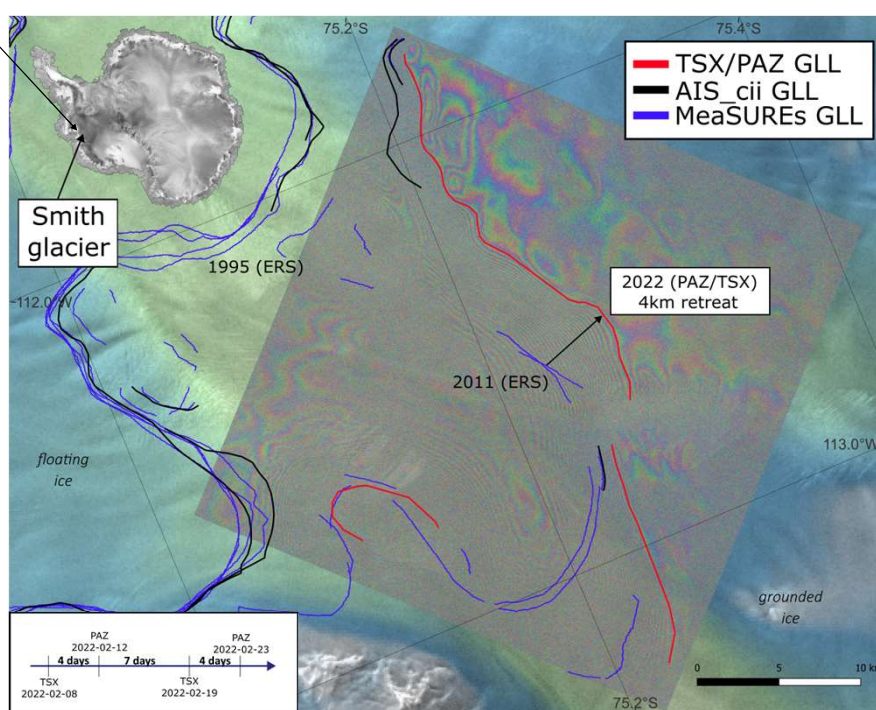 75.2°S
75.4°S
TSX/PAZ GLL
AIS_cii GLL
MeaSUREs GLL
Smith
glacier
1995 (ERS)
112.0°W
2022 (PAZ/TSX)
4km retreat
2011 (ERS)
113.0°W
floating
ice
grounded
ice
PAZ
2022-02-12
PAZ
2022-02-23
4 days
7 days
4 days
TSX
2022-02-08
TSX
2022-02-19
0 5 10 km
75.2°S